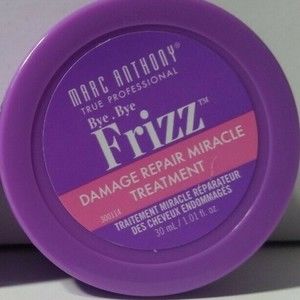 MARC ANTHONY®
TRUE PROFESSIONAL
Bye.Bye
Frizz™
DAMAGE REPAIR MIRACLE
TREATMENT
TRAITEMENT MIRACLE RÉPARATEUR
DES CHEVEUX ENDOMMAGÉS
30 mL / 1.01 fl. oz.